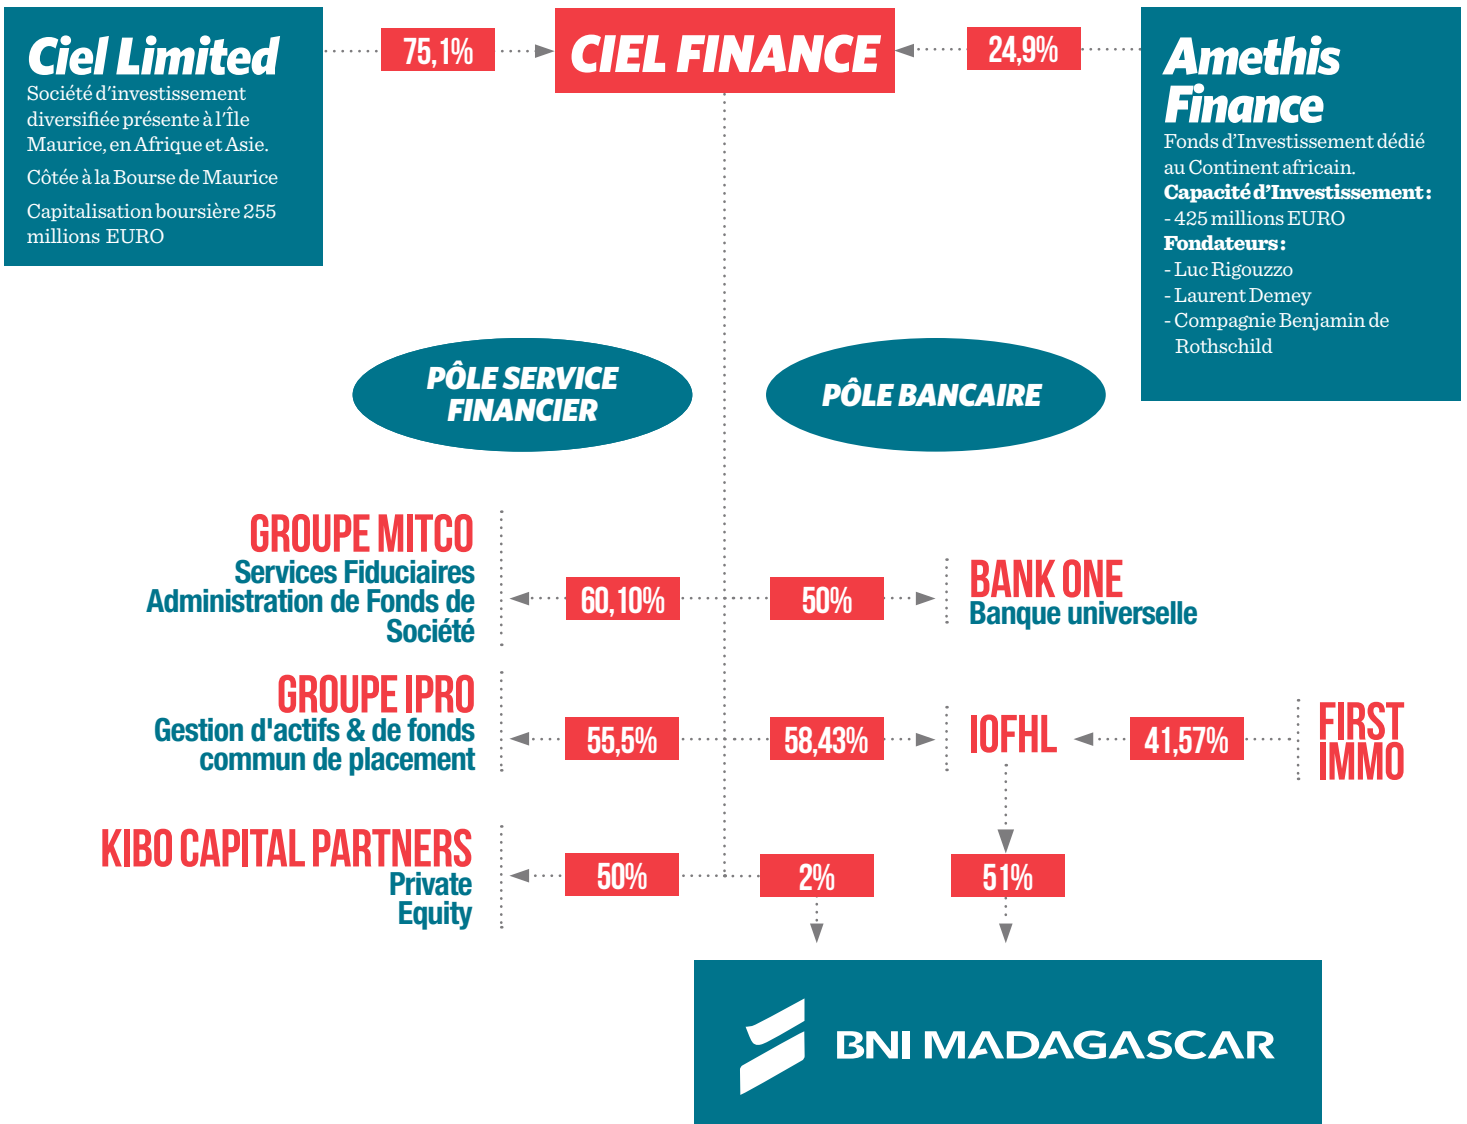 Ciel Limited
Société d'investissement
diversifiée présente à l'Île
Maurice, en Afrique et Asie.
Côtée à la Bourse de Maurice
Capitalisation boursière 255
millions EURO
75,1%
CIEL FINANCE
24,9%
Amethis
Finance
Fonds d'Investissement dédié
au Continent africain.
Capacité d'Investissement :
- 425 millions EURO
Fondateurs :
- Luc Rigouzzo
- Laurent Demey
- Compagnie Benjamin de
Rothschild
PÔLE SERVICE
FINANCIER
PÔLE BANCAIRE
GROUPE MITCO
Services Fiduciaires
Administration de Fonds de
Société
60,10%
50%
BANK ONE
Banque universelle
GROUPE IPRO
Gestion d'actifs & de fonds
commun de placement
55,5%
58,43%
IOFHL
41,57%
FIRST
IMMO
KIBO CAPITAL PARTNERS
Private
Equity
50%
2%
51%
BNI MADAGASCAR